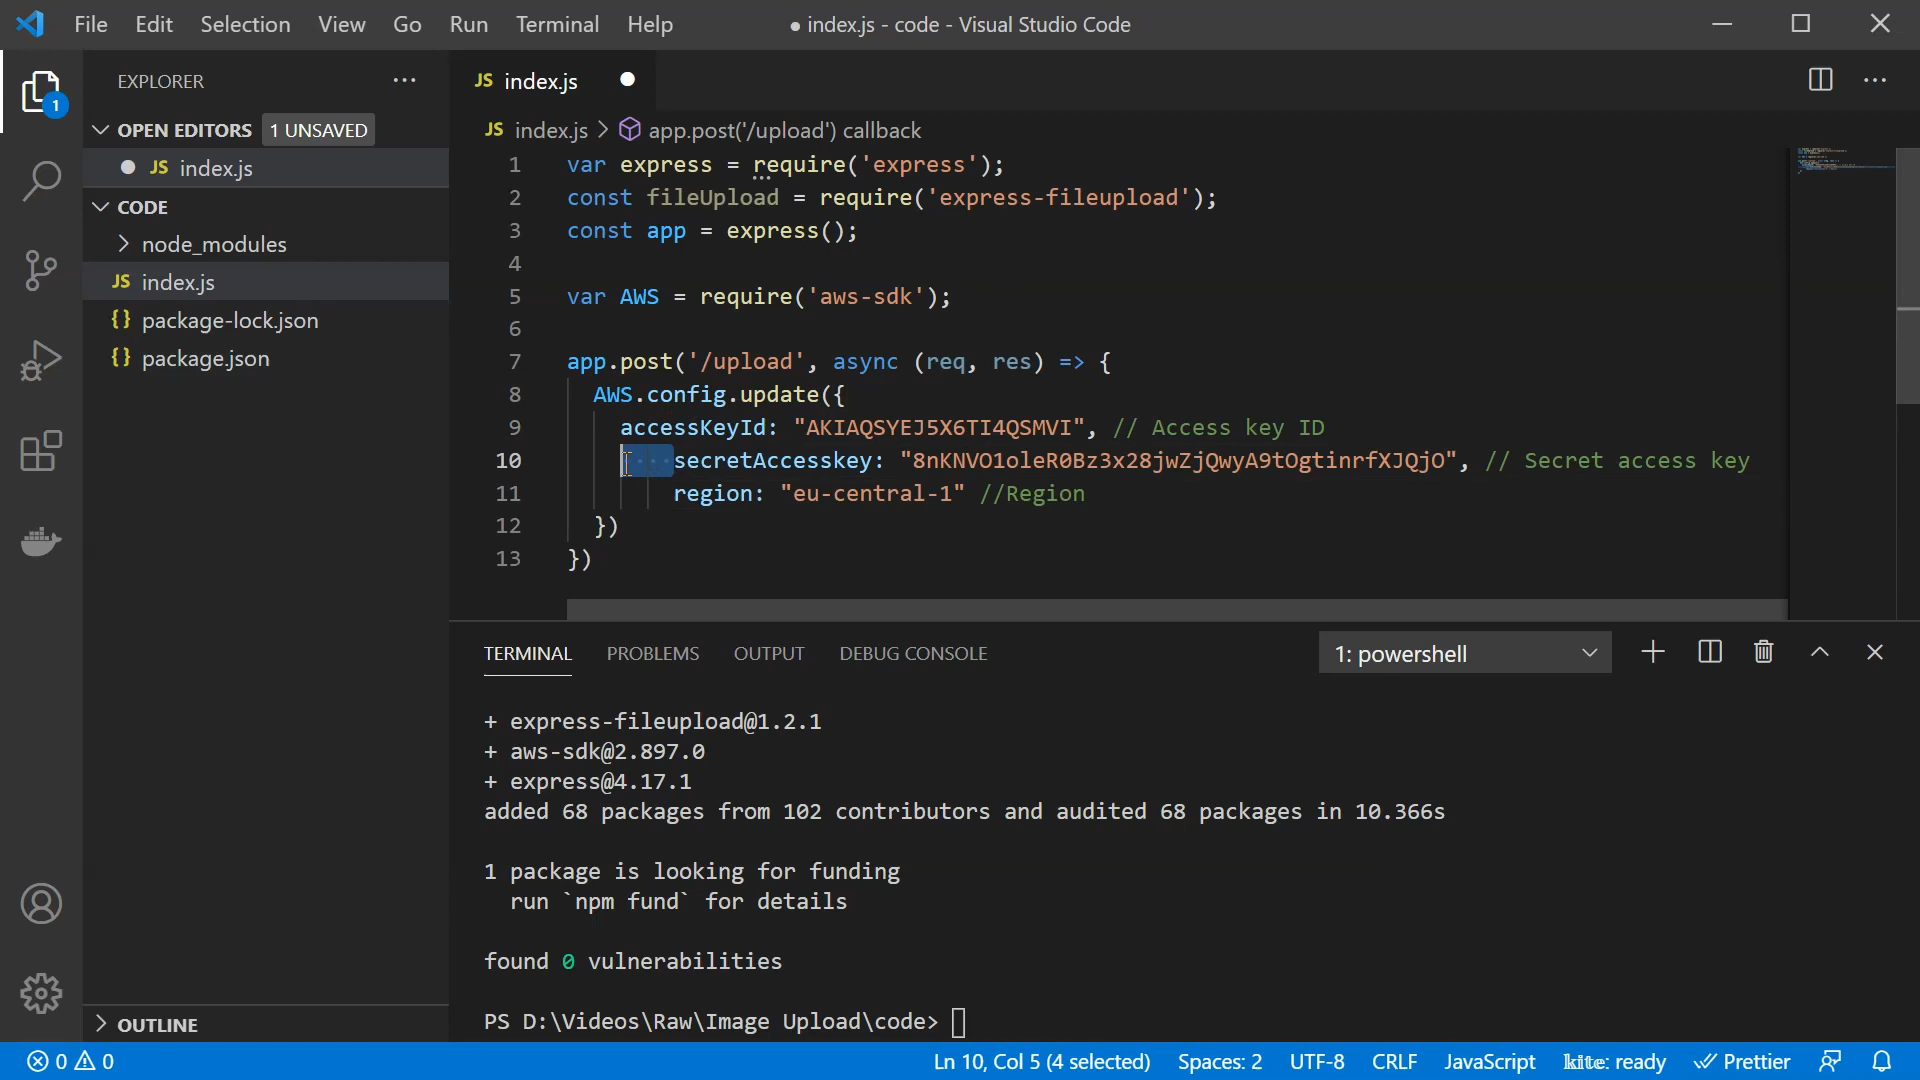 File Edit Selection View Go Run Terminal Help ● index.js - code - Visual Studio Code
EXPLORER
OPEN EDITORS 1 UNSAVED
JS index.js
CODE
node_modules
JS index.js
{} package-lock.json
{} package.json
OUTLINE
1
JS index.js
JS index.js > app.post('/upload') callback
1 var express = require('express');
2 const fileUpload = require('express-fileupload');
3 const app = express();
4
5 var AWS = require('aws-sdk');
6
7 app.post('/upload', async (req, res) => {
8 AWS.config.update({
9 accessKeyId: "AKIAQSYEJ5X6TI4QSMVI", // Access key ID
10 secretAccesskey: "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", // Secret access key
11 region: "eu-central-1" //Region
12 })
13 })
TERMINAL PROBLEMS OUTPUT DEBUG CONSOLE 1: powershell
+ express-fileupload@1.2.1
+ aws-sdk@2.897.0
+ express@4.17.1
added 68 packages from 102 contributors and audited 68 packages in 10.366s
1 package is looking for funding
run `npm fund` for details
found 0 vulnerabilities
PS D:\Videos\Raw\Image Upload\code>
0 0 Ln 10, Col 5 (4 selected) Spaces: 2 UTF-8 CRLF JavaScript kite: ready Prettier